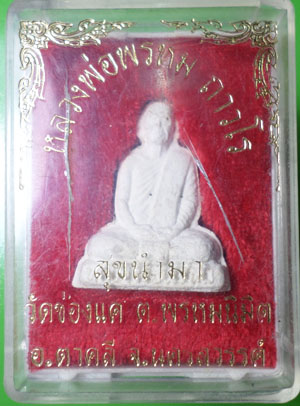 หลวงพ่อพรหม ถาวโร
สุขนำมา
วัดช่องแค ต.พรหมนิมิต
อ.ตาคลี จ.นครสวรรค์